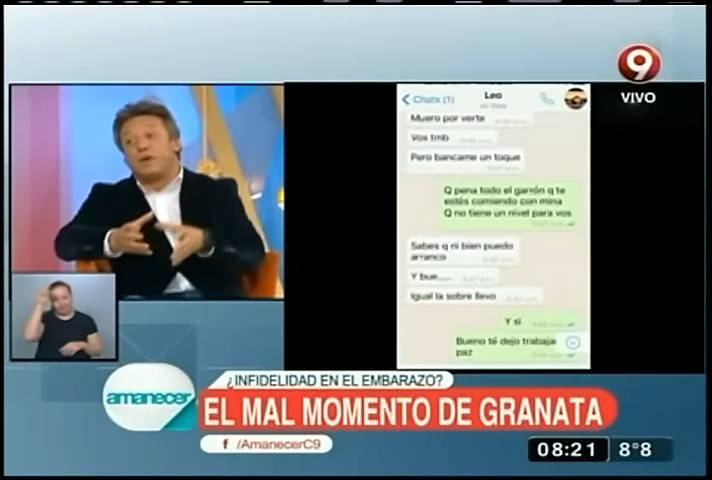 9
VIVO
Chats (1)
Leo
Muero por verte
Vos tmb
Pero bancame un toque
Q pena todo el garrón q te
estés comiendo con mina
Q no tiene un nivel para vos
Sabes q ni bien puedo
arranco
Y bue....
Igual la sobre llevo
Y si
Bueno té dejo trabajar
paz
¿INFIDELIDAD EN EL EMBARAZO?
amanecer
EL MAL MOMENTO DE GRANATA
f /AmanecerC9
08:21 8°8